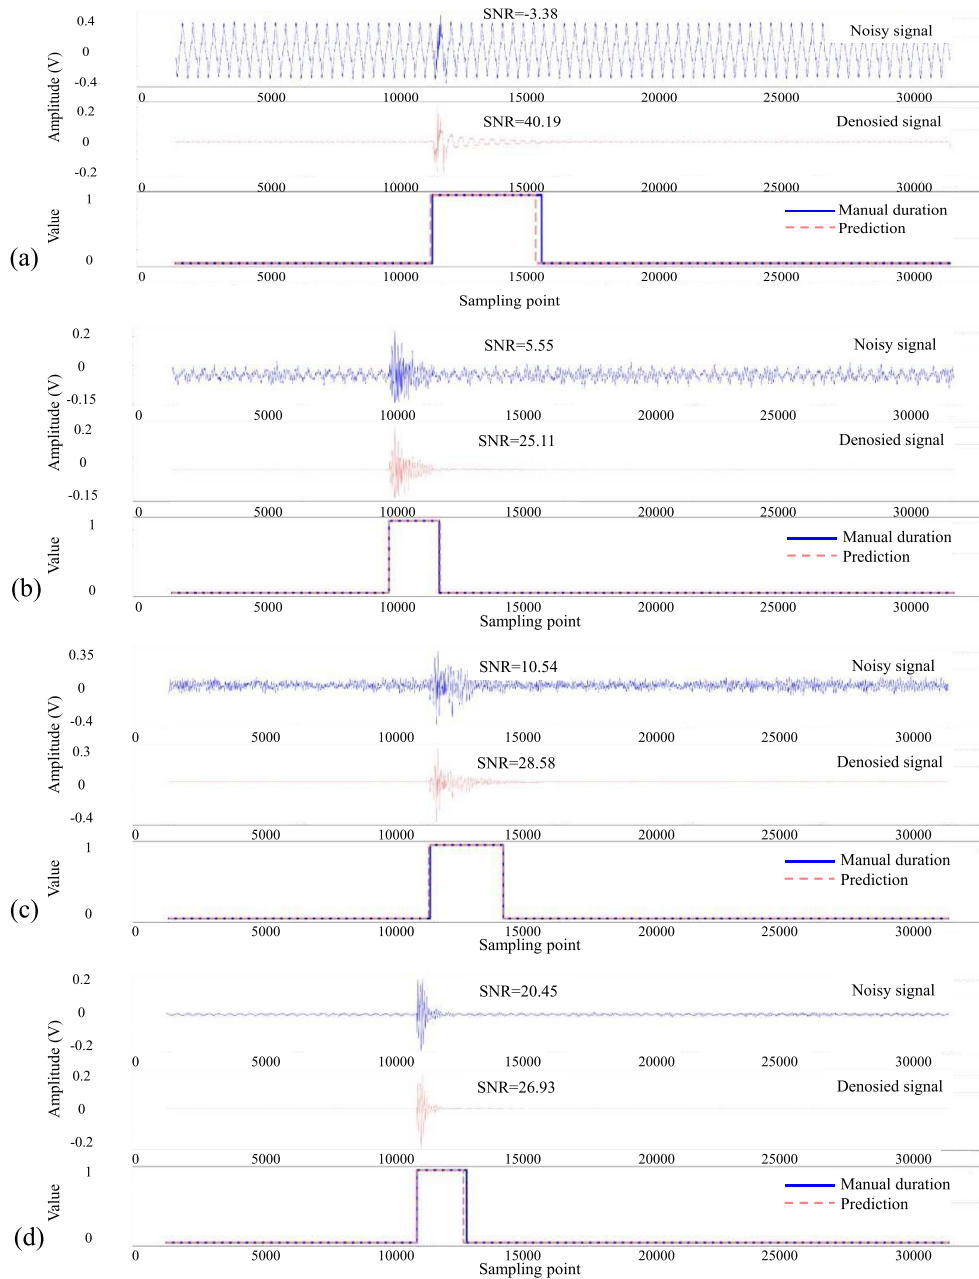 0.4
SNR=-3.38
Noisy signal
0
-0.4
Amplitude (V)
0 5000 10000 15000 20000 25000 30000
0.2
SNR=40.19
Denosied signal
0
-0.2
0 5000 10000 15000 20000 25000 30000
1
Manual duration
Value
Prediction
(a)
0
0 5000 10000 15000 20000 25000 30000
Sampling point
0.2
SNR=5.55
Noisy signal
0
-0.15
Amplitude (V)
0 5000 10000 15000 20000 25000 30000
0.2
SNR=25.11
Denosied signal
0
-0.15
0 5000 10000 15000 20000 25000 30000
1
Manual duration
Value
Prediction
(b)
0
0 5000 10000 15000 20000 25000 30000
Sampling point
0.35
SNR=10.54
Noisy signal
0
-0.4
Amplitude (V)
0 5000 10000 15000 20000 25000 30000
0.3
SNR=28.58
Denosied signal
0
-0.4
0 5000 10000 15000 20000 25000 30000
1
Manual duration
Value
Prediction
(c)
0
0 5000 10000 15000 20000 25000 30000
Sampling point
0.2
SNR=20.45
Noisy signal
0
-0.2
Amplitude (V)
0 5000 10000 15000 20000 25000 30000
0.2
SNR=26.93
Denosied signal
0
-0.2
0 5000 10000 15000 20000 25000 30000
1
Manual duration
Value
Prediction
(d)
0
0 5000 10000 15000 20000 25000 30000
Sampling point